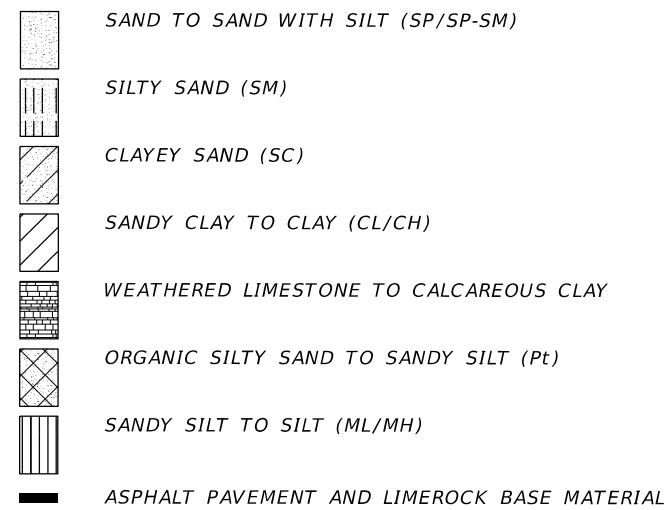 SAND TO SAND WITH SILT (SP/SP-SM)
SILTY SAND (SM)
CLAYEY SAND (SC)
SANDY CLAY TO CLAY (CL/CH)
WEATHERED LIMESTONE TO CALCAREOUS CLAY
ORGANIC SILTY SAND TO SANDY SILT (Pt)
SANDY SILT TO SILT (ML/MH)
ASPHALT PAVEMENT AND LIMEROCK BASE MATERIAL